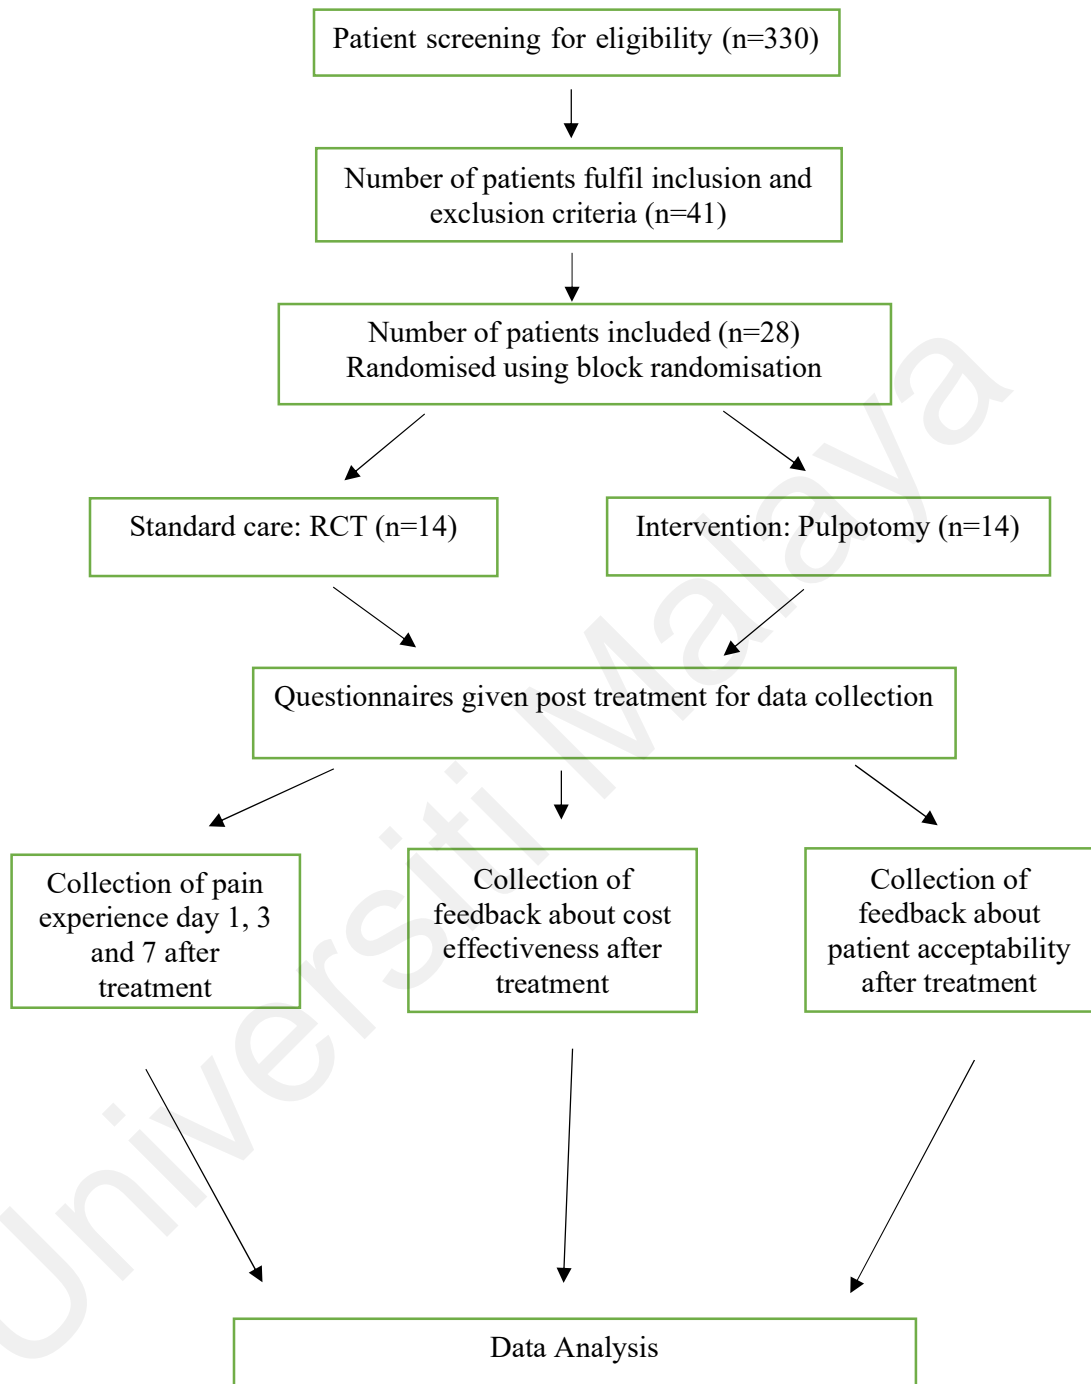 Patient screening for eligibility (n=330)
Number of patients fulfil inclusion and
exclusion criteria (n=41)
Number of patients included (n=28)
Randomised using block randomisation
Standard care: RCT (n=14)
Intervention: Pulpotomy (n=14)
Questionnaires given post treatment for data collection
Collection of pain
experience day 1, 3
and 7 after
treatment
Collection of
feedback about cost
effectiveness after
treatment
Collection of
feedback about
patient acceptability
after treatment
Data Analysis
Universiti Malaya